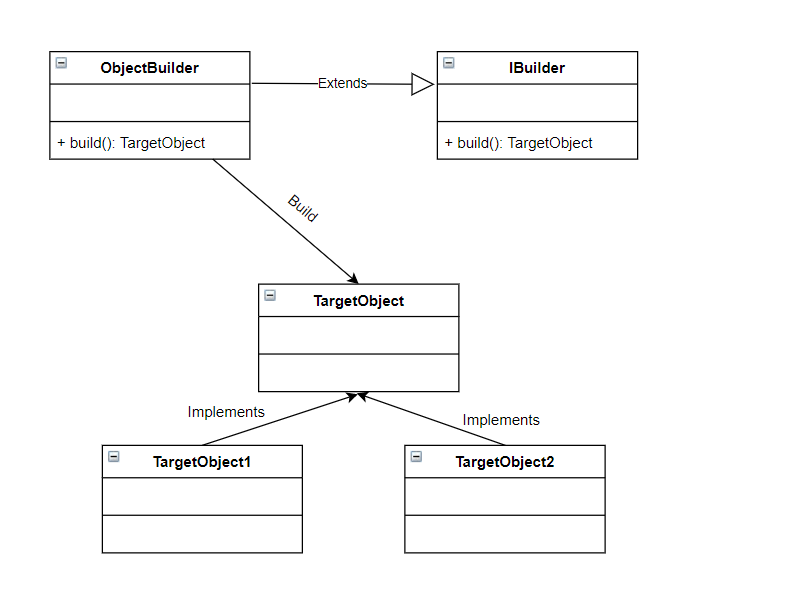 ObjectBuilder
Extends
IBuilder
+ build(): TargetObject
+ build(): TargetObject
Build
TargetObject
Implements
Implements
TargetObject1
TargetObject2